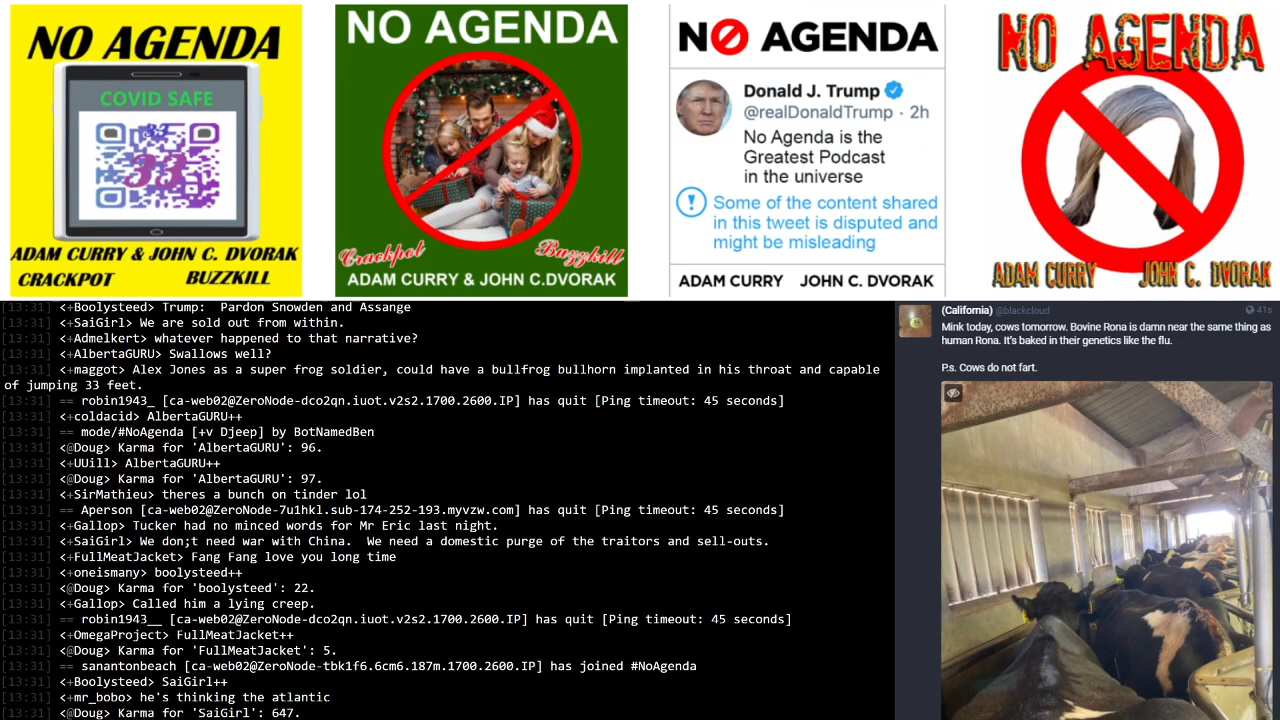 NO AGENDA
COVID SAFE
33
ADAM CURRY & JOHN C. DVORAK
CRACKPOT BUZZKILL
NO AGENDA
Crackpot Buzzkill
ADAM CURRY & JOHN C.DVORAK
NO AGENDA
Donald J. Trump
@realDonaldTrump · 2h
No Agenda is the
Greatest Podcast
in the universe
Some of the content shared
in this tweet is disputed and
might be misleading
ADAM CURRY JOHN C. DVORAK
NO AGENDA
ADAM CURRY JOHN C. DVORAK
[13:31] <+Boolysteed> Trump:  Pardon Snowden and Assange
[13:31] <+SaiGirl> We are sold out from within.
[13:31] <+Admelkert> whatever happened to that narrative?
[13:31] <+AlbertaGURU> Swallows well?
[13:31] <+maggot> Alex Jones as a super frog soldier, could have a bullfrog bullhorn implanted in his throat and capable
of jumping 33 feet.
[13:31] == robin1943_ [ca-web02@ZeroNode-dco2qn.iuot.v2s2.1700.2600.IP] has quit [Ping timeout: 45 seconds]
[13:31] <+coldacid> AlbertaGURU++
[13:31] == mode/#NoAgenda [+v Djeep] by BotNamedBen
[13:31] <@Doug> Karma for 'AlbertaGURU': 96.
[13:31] <+UUill> AlbertaGURU++
[13:31] <@Doug> Karma for 'AlbertaGURU': 97.
[13:31] <+SirMathieu> theres a bunch on tinder lol
[13:31] == Aperson [ca-web02@ZeroNode-7u1hkl.sub-174-252-193.myvzw.com] has quit [Ping timeout: 45 seconds]
[13:31] <+Gallop> Tucker had no minced words for Mr Eric last night.
[13:31] <+SaiGirl> We don;t need war with China.  We need a domestic purge of the traitors and sell-outs.
[13:31] <+FullMeatJacket> Fang Fang love you long time
[13:31] <+oneismany> boolysteed++
[13:31] <@Doug> Karma for 'boolysteed': 22.
[13:31] <+Gallop> Called him a lying creep.
[13:31] == robin1943__ [ca-web02@ZeroNode-dco2qn.iuot.v2s2.1700.2600.IP] has quit [Ping timeout: 45 seconds]
[13:31] <+OmegaProject> FullMeatJacket++
[13:31] <@Doug> Karma for 'FullMeatJacket': 5.
[13:31] == sanantonbeach [ca-web02@ZeroNode-tbk1f6.6cm6.187m.1700.2600.IP] has joined #NoAgenda
[13:31] <+Boolysteed> SaiGirl++
[13:31] <+mr_bobo> he's thinking the atlantic
[13:31] <@Doug> Karma for 'SaiGirl': 647.
(California) @blackcloud 41s
Mink today, cows tomorrow. Bovine Rona is damn near the same thing as
human Rona. It's baked in their genetics like the flu.
P.s. Cows do not fart.